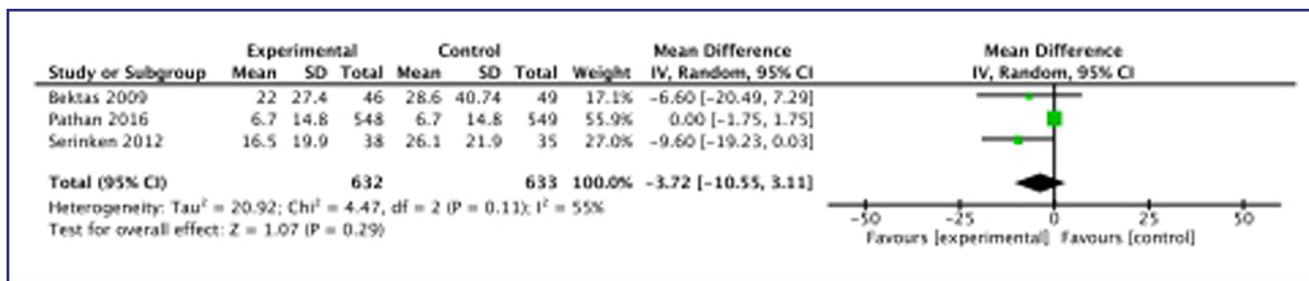 Experimental Control Mean Difference Mean Difference
Study or Subgroup Mean SD Total Mean SD Total Weight IV, Random, 95% CI IV, Random, 95% CI
Bektas 2009 22 27.4 46 28.6 40.74 49 17.1% -6.60 [-20.49, 7.29]
Pathan 2016 6.7 14.8 548 6.7 14.8 549 55.9% 0.00 [-1.75, 1.75]
Serinken 2012 16.5 19.9 38 26.1 21.9 35 27.0% -9.60 [-19.23, 0.03]
Total (95% CI) 632 633 100.0% -3.72 [-10.55, 3.11]
Heterogeneity: Tau² = 20.92; Chi² = 4.47, df = 2 (P = 0.11); I² = 55%
Test for overall effect: Z = 1.07 (P = 0.29)
-50 -25 0 25 50
Favours [experimental] Favours [control]